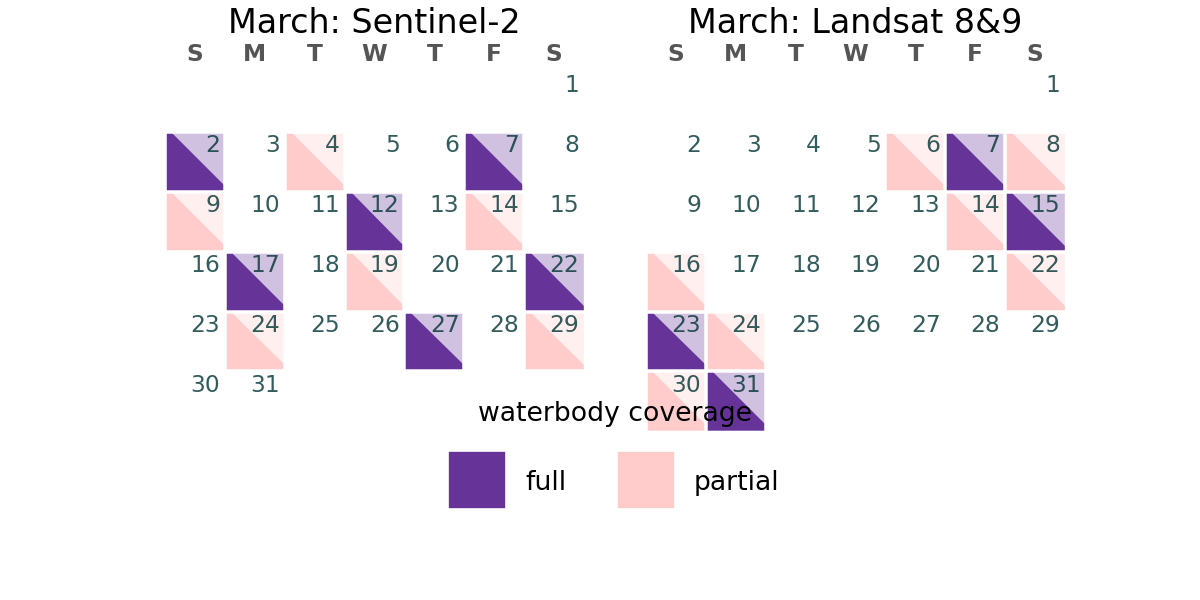 March: Sentinel-2
S M T W T F S
1
2 3 4 5 6 7 8
9 10 11 12 13 14 15
16 17 18 19 20 21 22
23 24 25 26 27 28 29
30 31
March: Landsat 8&9
S M T W T F S
1
2 3 4 5 6 7 8
9 10 11 12 13 14 15
16 17 18 19 20 21 22
23 24 25 26 27 28 29
30 31
waterbody coverage
full partial